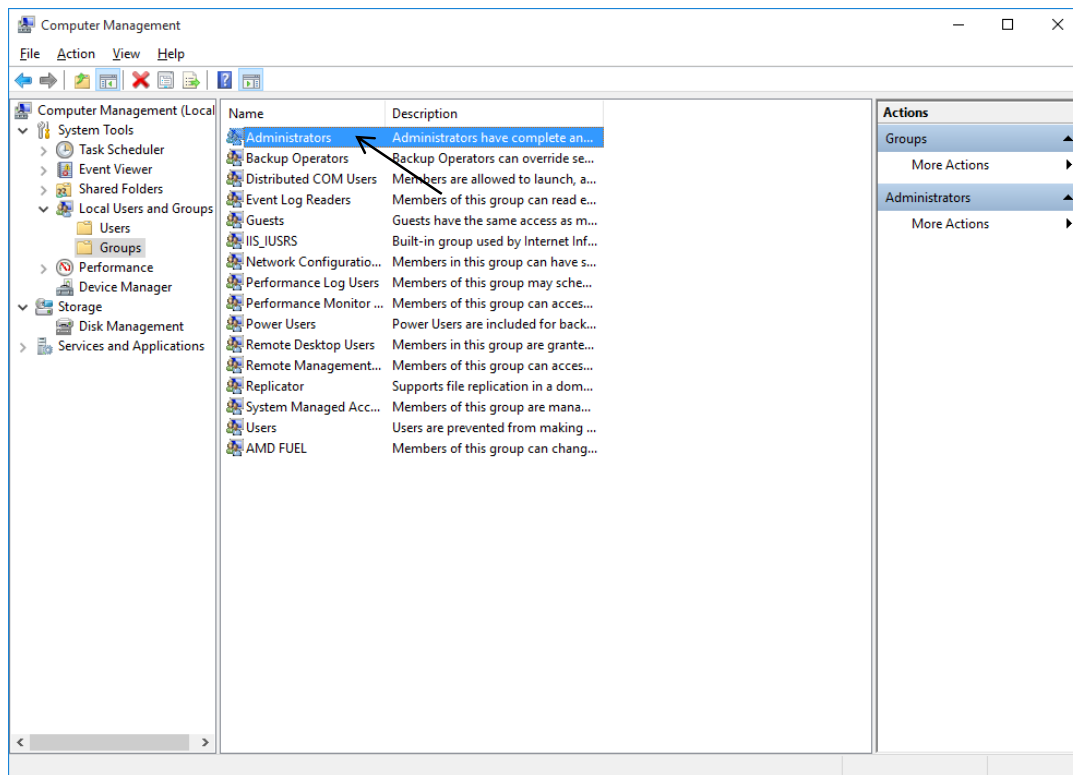 Computer Management
File Action View Help
Computer Management (Local
System Tools
Task Scheduler
Event Viewer
Shared Folders
Local Users and Groups
Users
Groups
Performance
Device Manager
Storage
Disk Management
Services and Applications
Name Description
Administrators Administrators have complete an...
Backup Operators Backup Operators can override se...
Distributed COM Users Members are allowed to launch, a...
Event Log Readers Members of this group can read e...
Guests Guests have the same access as m...
IIS_IUSRS Built-in group used by Internet Inf...
Network Configuratio... Members in this group can have s...
Performance Log Users Members of this group may sche...
Performance Monitor ... Members of this group can acces...
Power Users Power Users are included for back...
Remote Desktop Users Members in this group are grante...
Remote Management... Members of this group can acces...
Replicator Supports file replication in a dom...
System Managed Acc... Members of this group are mana...
Users Users are prevented from making ...
AMD FUEL Members of this group can chang...
Actions
Groups
More Actions
Administrators
More Actions